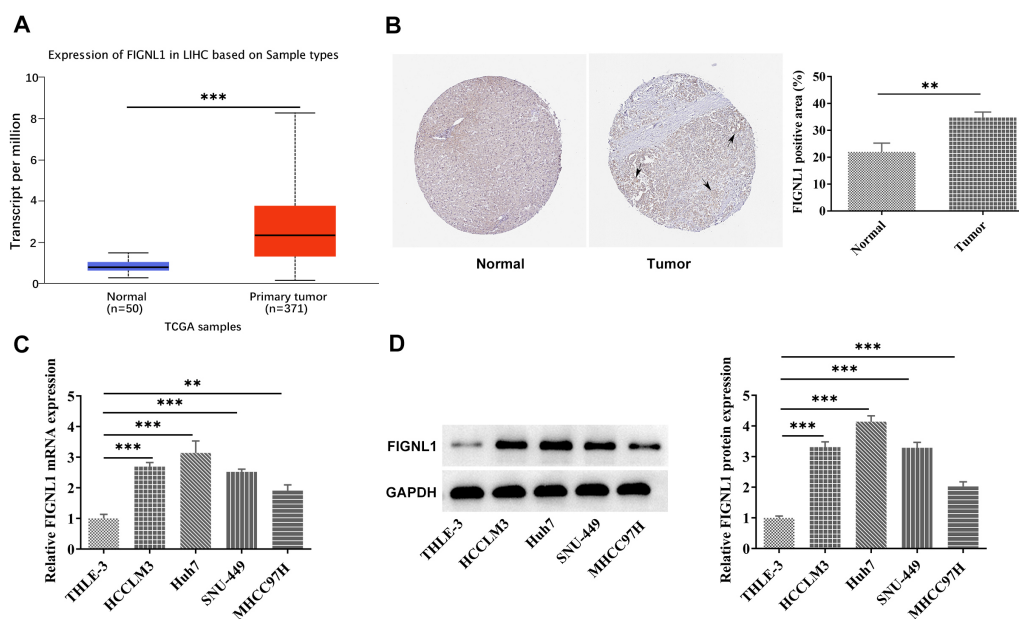 A
Expression of FIGNL1 in LIHC based on Sample types
Transcript per million
10
8
6
4
2
0
***
Normal
(n=50)
Primary tumor
(n=371)
TCGA samples
B
Normal
Tumor
FIGNL1 positive area (%)
50
40
30
20
10
0
**
Normal
Tumor
C
Relative FIGNL1 mRNA expression
5
4
3
2
1
0
**
***
***
***
THLE-3
HCCLM3
Huh7
SNU-449
MHCC97H
D
FIGNL1
GAPDH
THLE-3
HCCLM3
Huh7
SNU-449
MHCC97H
Relative FIGNL1 protein expression
5
4
3
2
1
0
***
***
***
***
THLE-3
HCCLM3
Huh7
SNU-449
MHCC97H